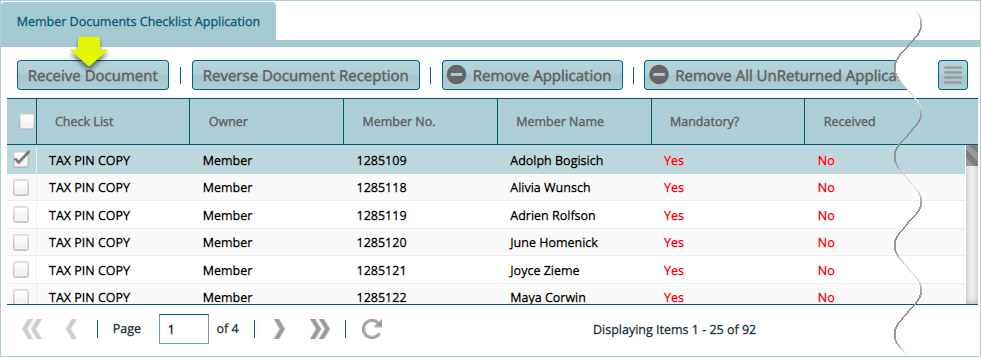 Member Documents Checklist Application
Receive Document | Reverse Document Reception | Remove Application | Remove All UnReturned Applica
Check List Owner Member No. Member Name Mandatory? Received
TAX PIN COPY Member 1285109 Adolph Bogisich Yes No
TAX PIN COPY Member 1285118 Alivia Wunsch Yes No
TAX PIN COPY Member 1285119 Adrien Rolfson Yes No
TAX PIN COPY Member 1285120 June Homenick Yes No
TAX PIN COPY Member 1285121 Joyce Zieme Yes No
TAX PIN COPY Member 1285122 Maya Corwin Yes No
Page 1 of 4 Displaying Items 1 - 25 of 92